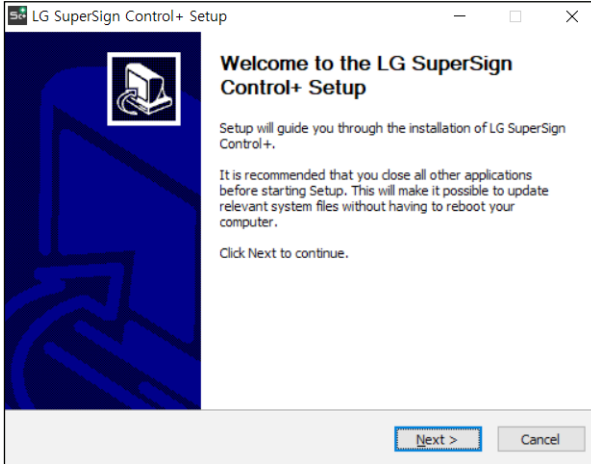 Sc+ LG SuperSign Control+ Setup
Welcome to the LG SuperSign
Control+ Setup
Setup will guide you through the installation of LG SuperSign
Control+.
It is recommended that you close all other applications
before starting Setup. This will make it possible to update
relevant system files without having to reboot your
computer.
Click Next to continue.
Next > Cancel